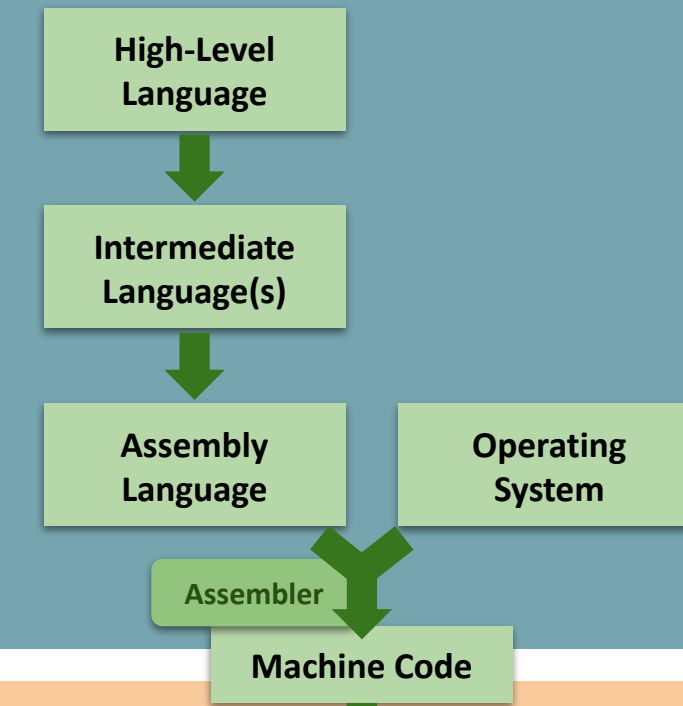 High-Level
Language
Intermediate
Language(s)
Assembly
Language
Operating
System
Assembler
Machine Code